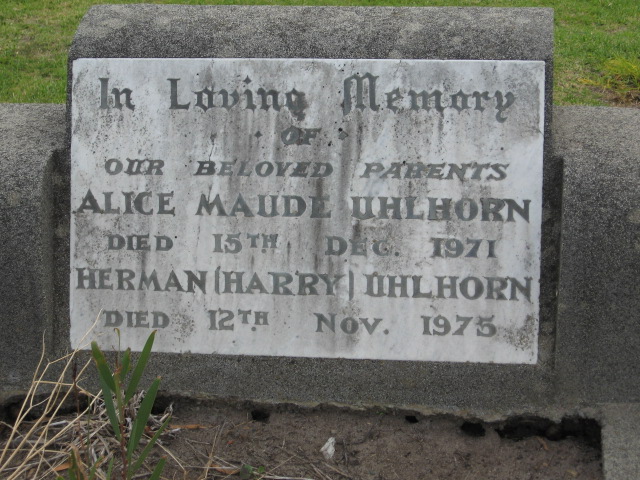 In Loving Memory
OF
OUR BELOVED PARENTS
ALICE MAUDE UHLHORN
DIED 15TH DEC. 1971
HERMAN (HARRY) UHLHORN
DIED 12TH NOV. 1975